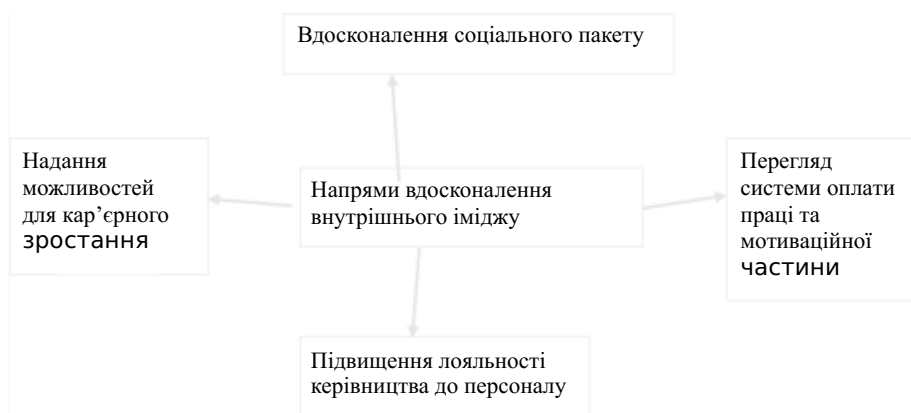 Вдосконалення соціального пакету
Надання
можливостей
для кар’єрного
зростання
Напрями вдосконалення
внутрішнього іміджу
Перегляд
системи оплати
праці та
мотиваційної
частини
Підвищення лояльності
керівництва до персоналу